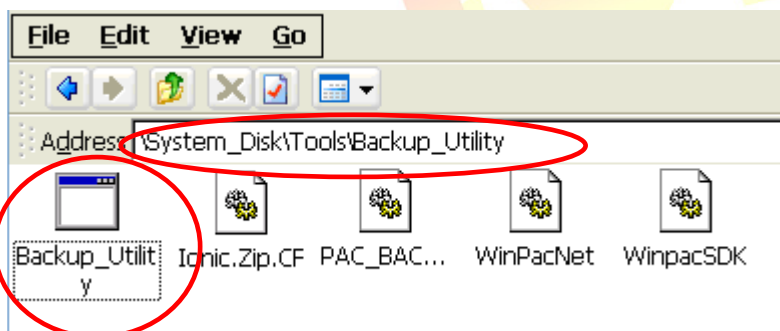 File Edit View Go
Address \System_Disk\Tools\Backup_Utility
Backup_Utilit Ionic.Zip.CF PAC_BAC... WinPacNet WinpacSDK
y